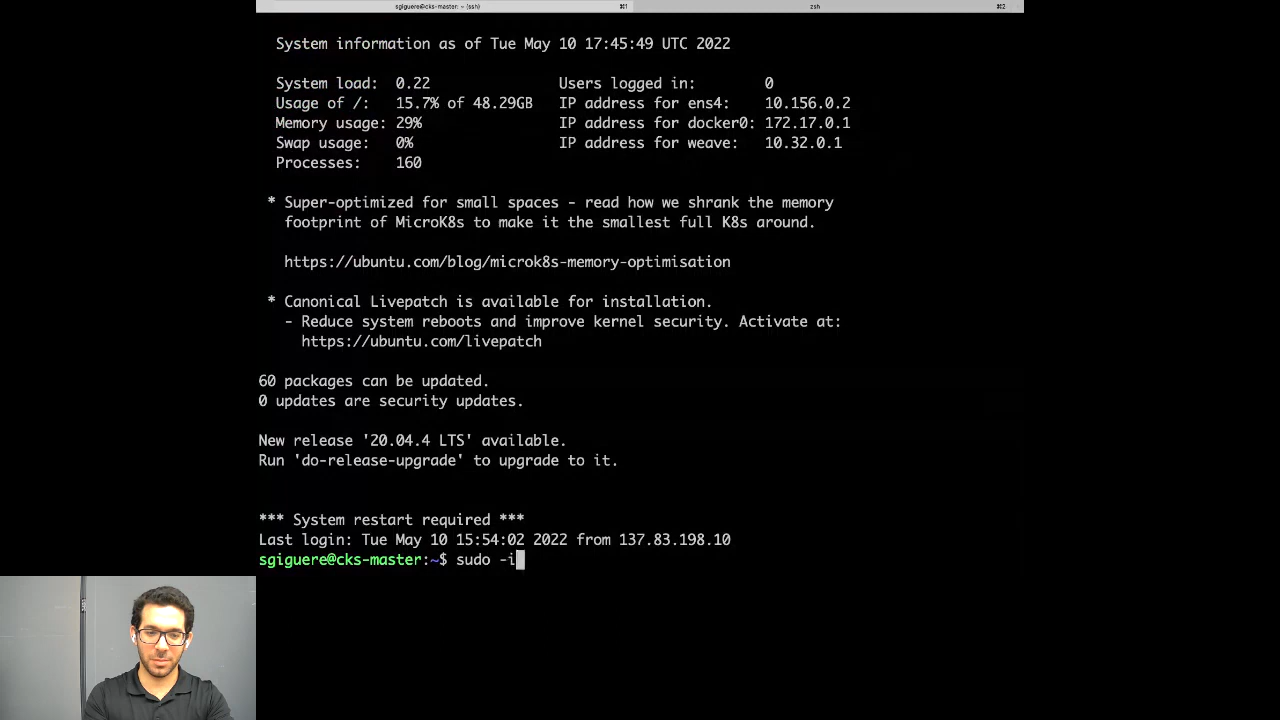 sgiguere@cks-master: ~ (ssh) ⌘1 zsh ⌘2
System information as of Tue May 10 17:45:49 UTC 2022
System load: 0.22 Users logged in: 0
Usage of /: 15.7% of 48.29GB IP address for ens4: 10.156.0.2
Memory usage: 29% IP address for docker0: 172.17.0.1
Swap usage: 0% IP address for weave: 10.32.0.1
Processes: 160
* Super-optimized for small spaces - read how we shrank the memory
footprint of MicroK8s to make it the smallest full K8s around.
https://ubuntu.com/blog/microk8s-memory-optimisation
* Canonical Livepatch is available for installation.
- Reduce system reboots and improve kernel security. Activate at:
https://ubuntu.com/livepatch
60 packages can be updated.
0 updates are security updates.
New release '20.04.4 LTS' available.
Run 'do-release-upgrade' to upgrade to it.
*** System restart required ***
Last login: Tue May 10 15:54:02 2022 from 137.83.198.10
sgiguere@cks-master:~$ sudo -i